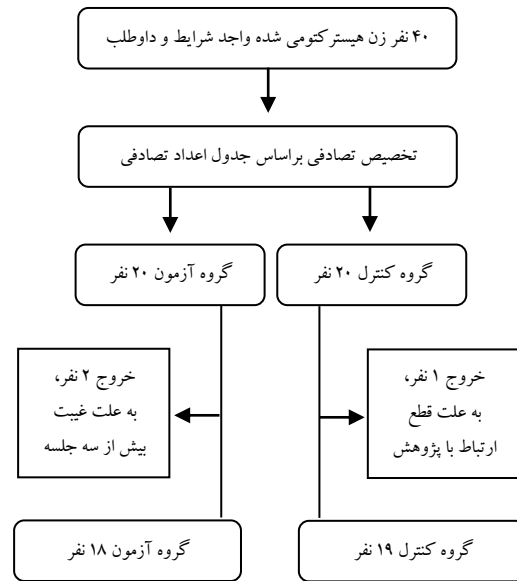 ۴۰ نفر زن هیسترکتومی شده واجد شرایط و داوطلب
تخصیص تصادفی براساس جدول اعداد تصادفی
گروه کنترل ۲۰ نفر
گروه آزمون ۲۰ نفر
خروج ۱ نفر،
به علت قطع
ارتباط با پژوهش
خروج ۲ نفر،
به علت غیبت
بیش از سه جلسه
گروه کنترل ۱۹ نفر
گروه آزمون ۱۸ نفر